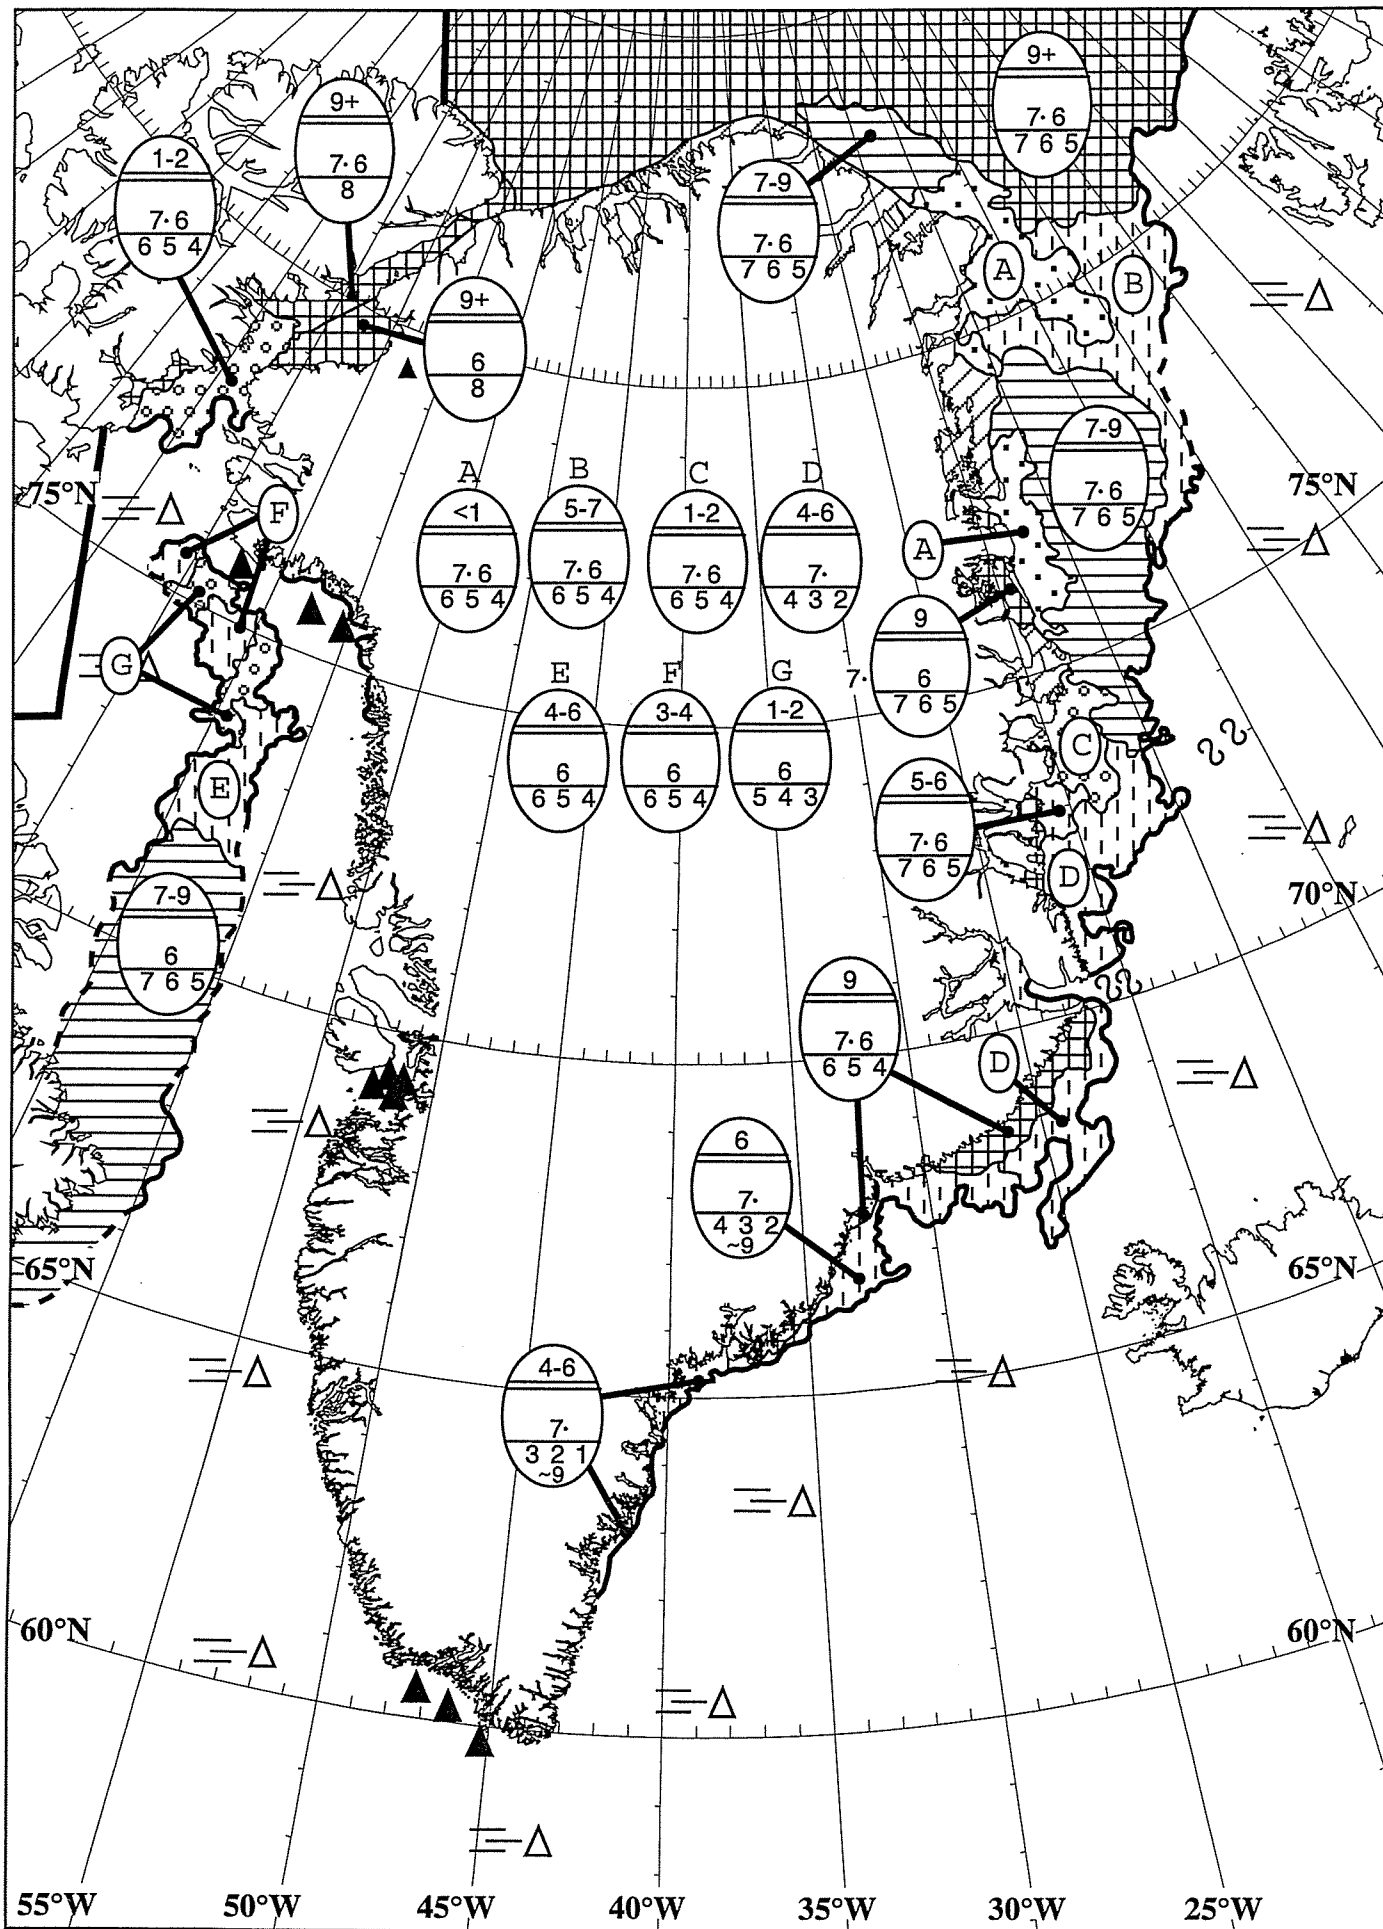 9+
7· 6
7 6 5
9+
7· 6
8
1-2
7· 6
6 5 4
7-9
7· 6
7 6 5
A
B
9+
6
8
7-9
7· 6
7 6 5
75°N
75°N
F
A
B
C
D
<1
7· 6
6 5 4
5-7
7· 6
6 5 4
1-2
7· 6
6 5 4
4-6
7·
4 3 2
A
9
7·
6
7 6 5
G
E
F
G
4-6
6
6 5 4
3-4
6
6 5 4
1-2
6
5 4 3
C
E
5-6
7· 6
7 6 5
D
70°N
7-9
6
7 6 5
9
7· 6
6 5 4
D
6
7·
4 3 2
~9
65°N
65°N
4-6
7·
3 2 1
~9
60°N
60°N
55°W
50°W
45°W
40°W
35°W
30°W
25°W